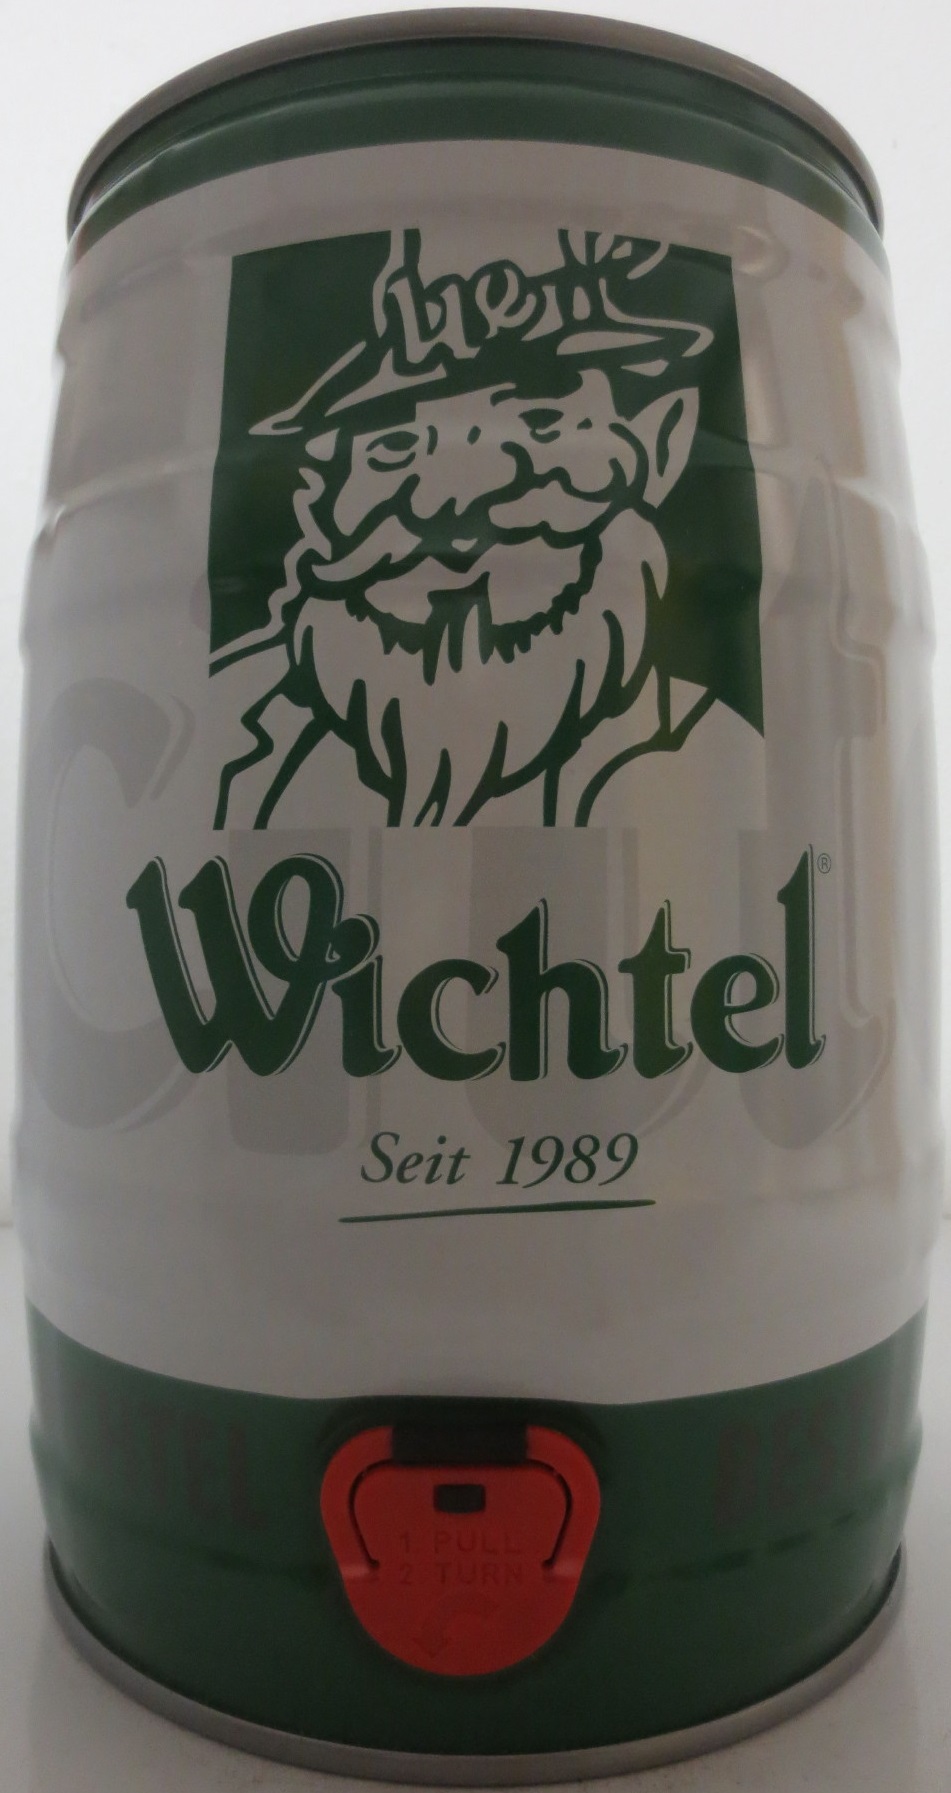 Wichtel®
Seit 1989
1. PULL
2. TURN